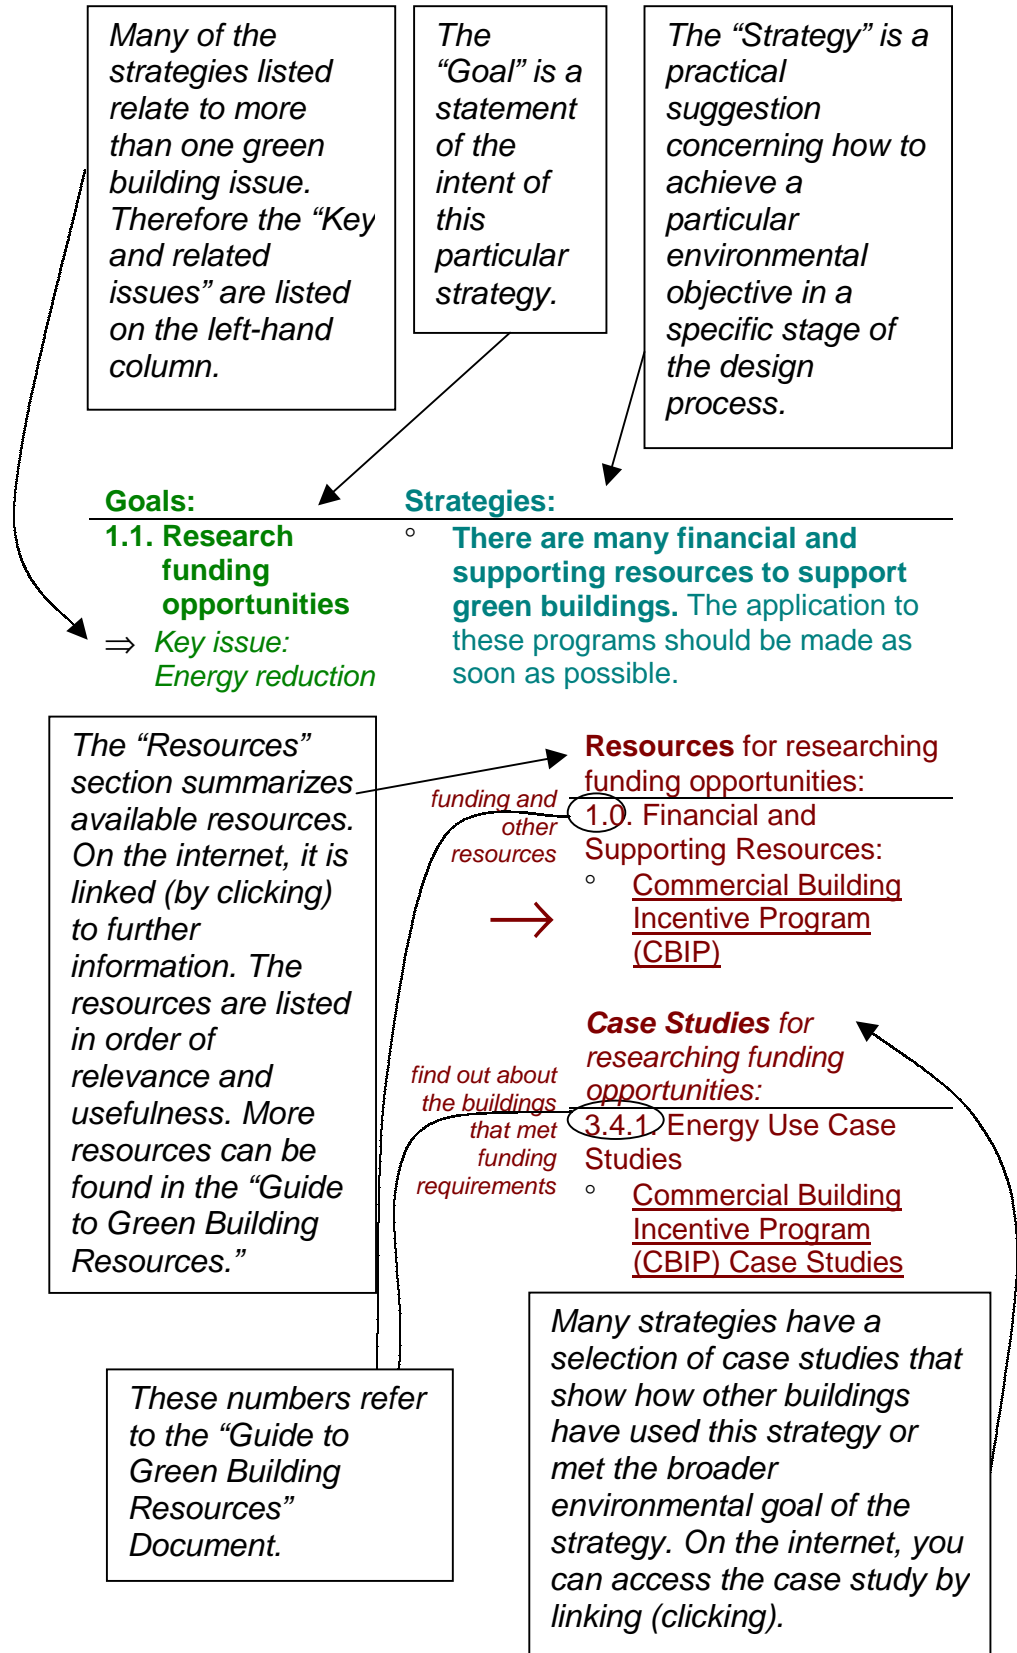 Many of the
strategies listed
relate to more
than one green
building issue.
Therefore the “Key
and related
issues” are listed
on the left-hand
column.
The
“Goal” is a
statement
of the
intent of
this
particular
strategy.
The “Strategy” is a
practical
suggestion
concerning how to
achieve a
particular
environmental
objective in a
specific stage of
the design
process.
Goals:
1.1. Research
funding
opportunities
⇒ Key issue:
Energy reduction
Strategies:
° There are many financial and
supporting resources to support
green buildings. The application to
these programs should be made as
soon as possible.
The “Resources”
section summarizes
available resources.
On the internet, it is
linked (by clicking)
to further
information. The
resources are listed
in order of
relevance and
usefulness. More
resources can be
found in the “Guide
to Green Building
Resources.”
funding and
other
resources
Resources for researching
funding opportunities:
1.0. Financial and
Supporting Resources:
° Commercial Building
Incentive Program
(CBIP)
find out about
the buildings
that met
funding
requirements
Case Studies for
researching funding
opportunities:
3.4.1. Energy Use Case
Studies
° Commercial Building
Incentive Program
(CBIP) Case Studies
These numbers refer
to the “Guide to
Green Building
Resources”
Document.
Many strategies have a
selection of case studies that
show how other buildings
have used this strategy or
met the broader
environmental goal of the
strategy. On the internet, you
can access the case study by
linking (clicking).